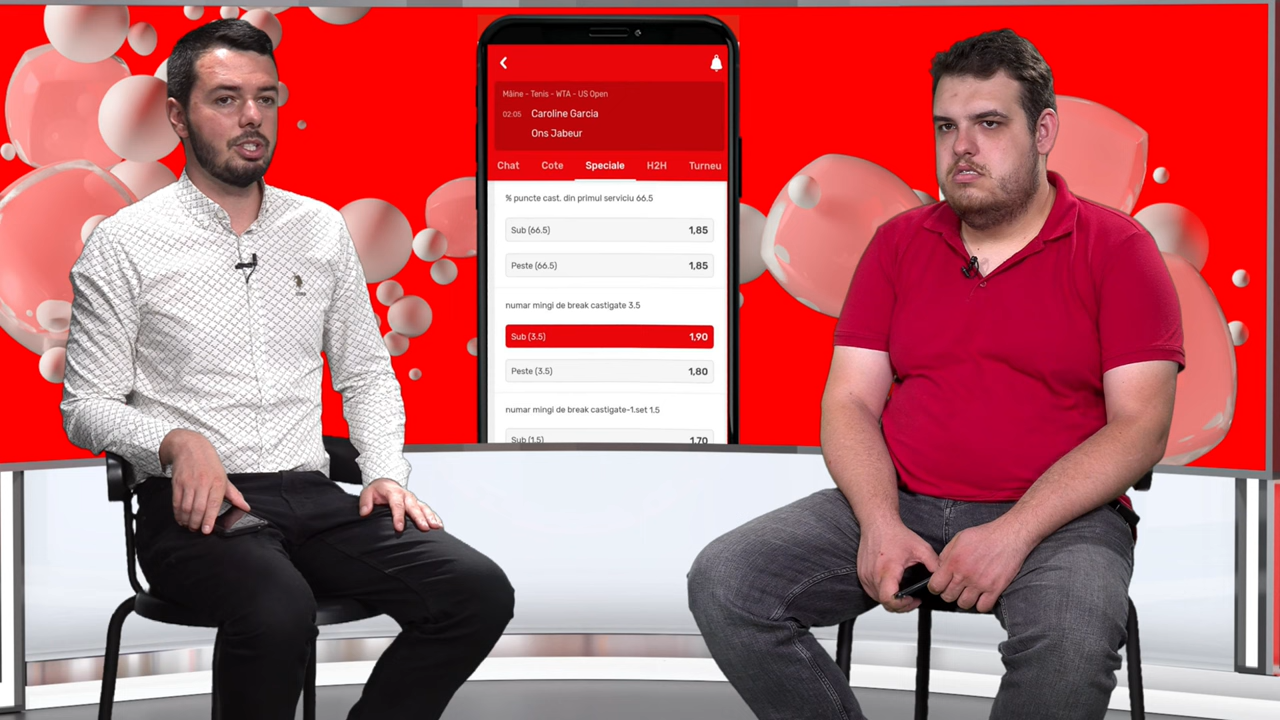 Mâine - Tenis - WTA - US Open
02:05 Caroline Garcia
Ons Jabeur
Chat Cote Speciale H2H Turneu
% puncte cast. din primul serviciu 66.5
Sub (66.5) 1,85
Peste (66.5) 1,85
numar mingi de break castigate 3.5
Sub (3.5) 1,90
Peste (3.5) 1,80
numar mingi de break castigate-1.set 1.5
Sub (1.5) 1,70